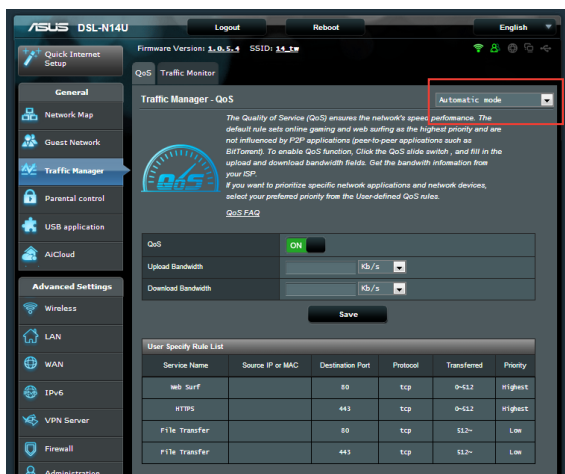 ASUS DSL-N14U
Logout
Reboot
English
Quick Internet
Setup
Firmware Version: 1.0.5.4 SSID: 14_tw
QoS Traffic Monitor
General
Network Map
Guest Network
Traffic Manager
Parental control
USB application
AiCloud
Advanced Settings
Wireless
LAN
WAN
IPv6
VPN Server
Firewall
Administration
Traffic Manager - QoS
Automatic mode
The Quality of Service (QoS) ensures the network's speed performance. The
default rule sets online gaming and web surfing as the highest priority and are
not influenced by P2P applications (peer-to-peer applications such as
BitTorrent). To enable QoS function, Click the QoS slide switch , and fill in the
upload and download bandwidth fields. Get the bandwith infomation from
your ISP.
If you want to prioritize specific network applications and network devices,
select your preferred priority from the User-defined QoS rules.
QoS FAQ
QoS
QoS ON
Upload Bandwidth Kb/s
Download Bandwidth Kb/s
Save
User Specify Rule List
Service Name Source IP or MAC Destination Port Protocol Transferred Priority
Web Surf 80 tcp 0~512 Highest
HTTPS 443 tcp 0~512 Highest
File Transfer 80 tcp 512~ Low
File Transfer 443 tcp 512~ Low